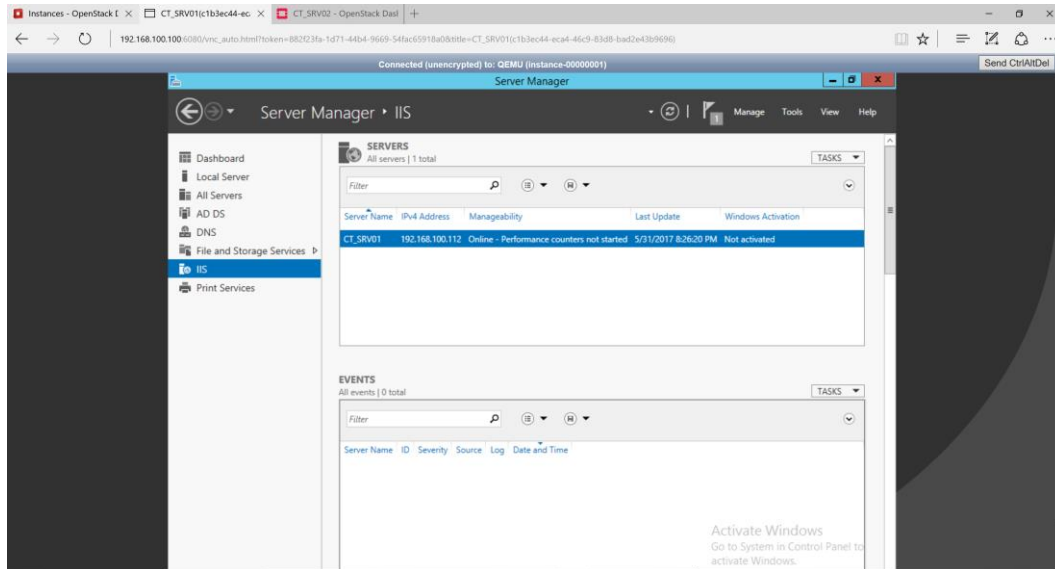 Instances - OpenStack D CT_SRV01(c1b3ec44-ec CT_SRV02 - OpenStack Dasl
192.168.100.100:6080/vnc_auto.html?token=882f23fa-1d71-44b4-9669-54fac65918a0&title=CT_SRV01(c1b3ec44-eca4-46c9-83d8-bad2e43b9696)
Connected (unencrypted) to: QEMU (instance-00000001) Send CtrlAltDel
Server Manager
Server Manager • IIS 1 Manage Tools View Help
Dashboard
Local Server
All Servers
AD DS
DNS
File and Storage Services
IIS
Print Services
SERVERS
All servers | 1 total TASKS
Filter
Server Name IPv4 Address Manageability Last Update Windows Activation
CT_SRV01 192.168.100.112 Online - Performance counters not started 5/31/2017 8:26:20 PM Not activated
EVENTS
All events | 0 total TASKS
Filter
Server Name ID Severity Source Log Date and Time
Activate Windows
Go to System in Control Panel to
activate Windows.